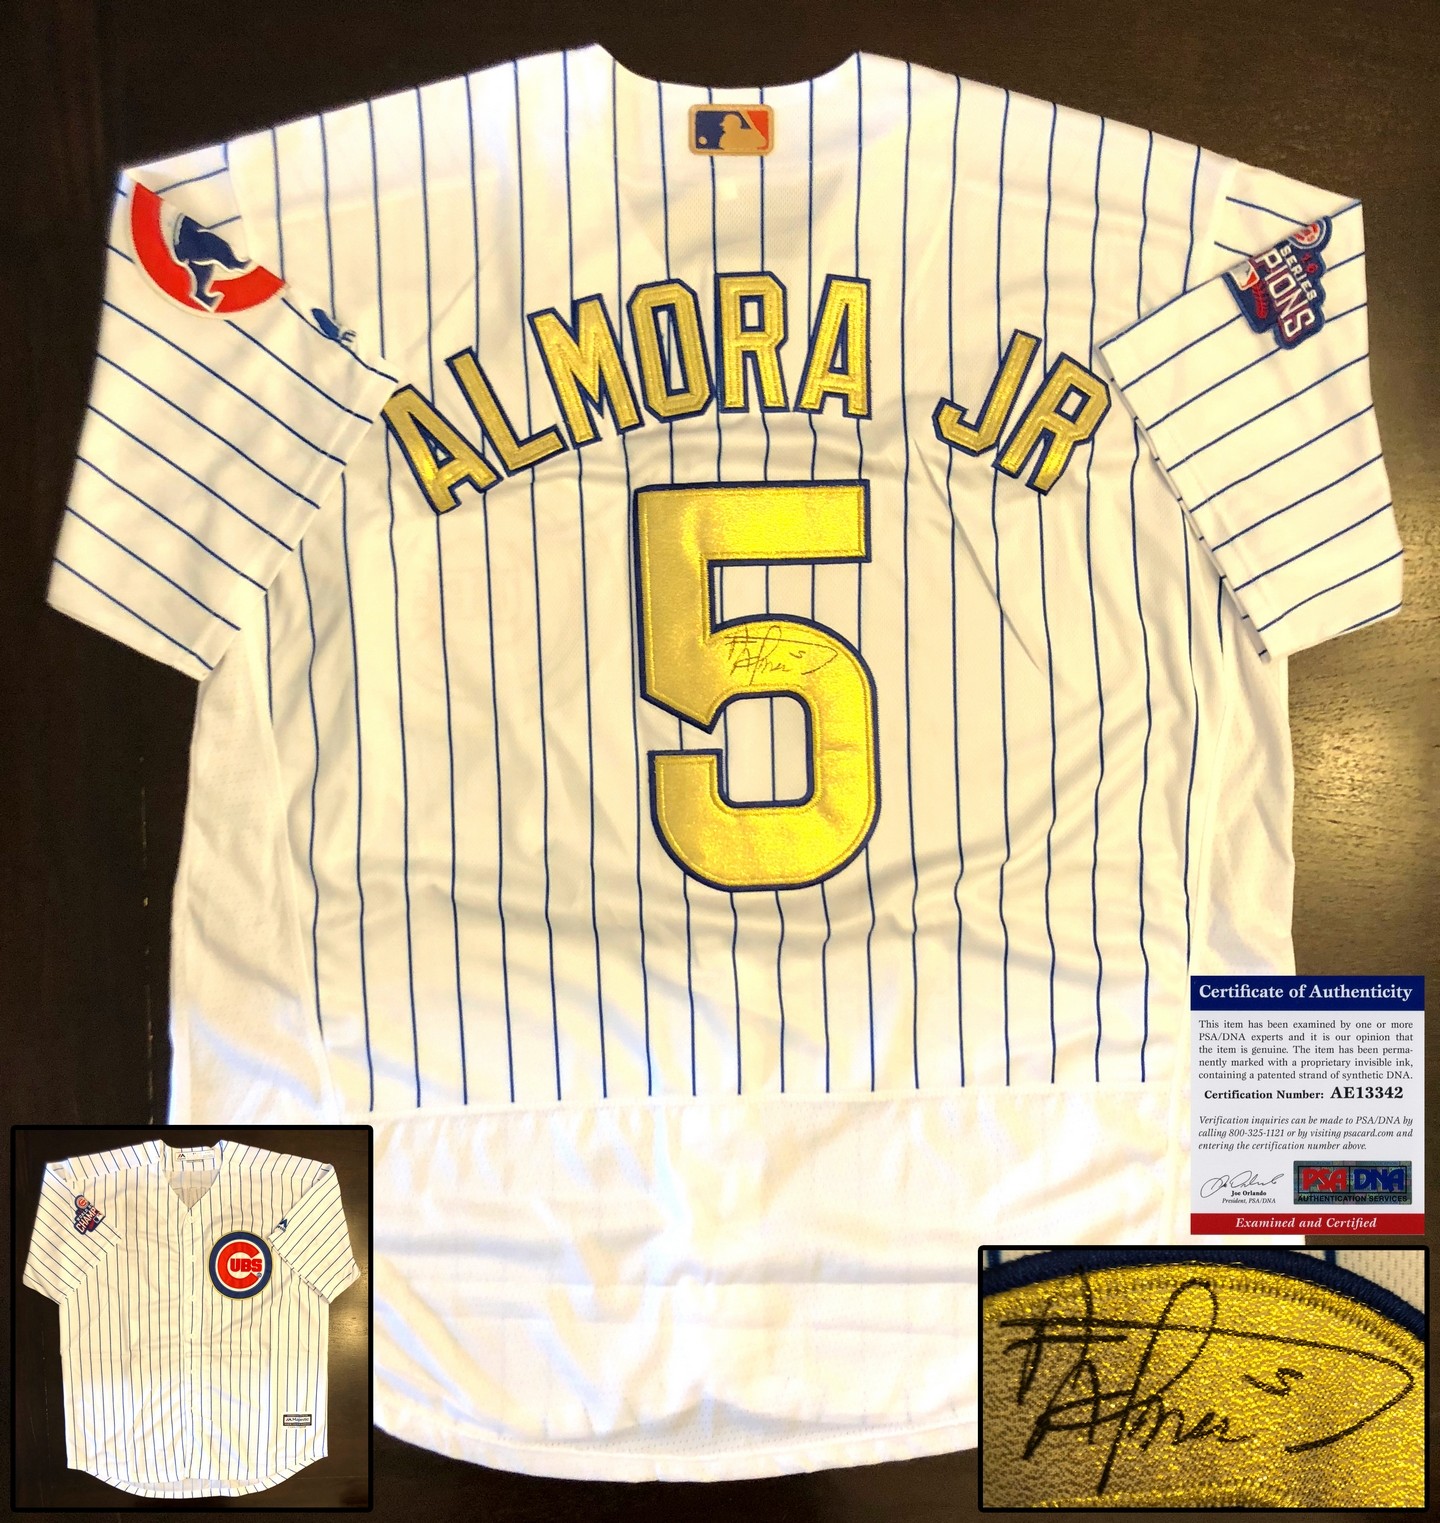 ALMORA JR
5
SERIES
PIONS
Certificate of Authenticity
This item has been examined by one or more
PSA/DNA experts and it is our opinion that
the item is genuine. The item has been perma-
nently marked with a proprietary invisible ink,
containing a patented strand of synthetic DNA.
Certification Number: AE13342
Verification inquiries can be made to PSA/DNA by
calling 800-325-1121 or by visiting psacard.com and
entering the certification number above.
Joe Orlando
President, PSA/DNA
PSA DNA
AUTHENTICATION SERVICES
Examined and Certified
CUBS
CHAMP
Majestic
5